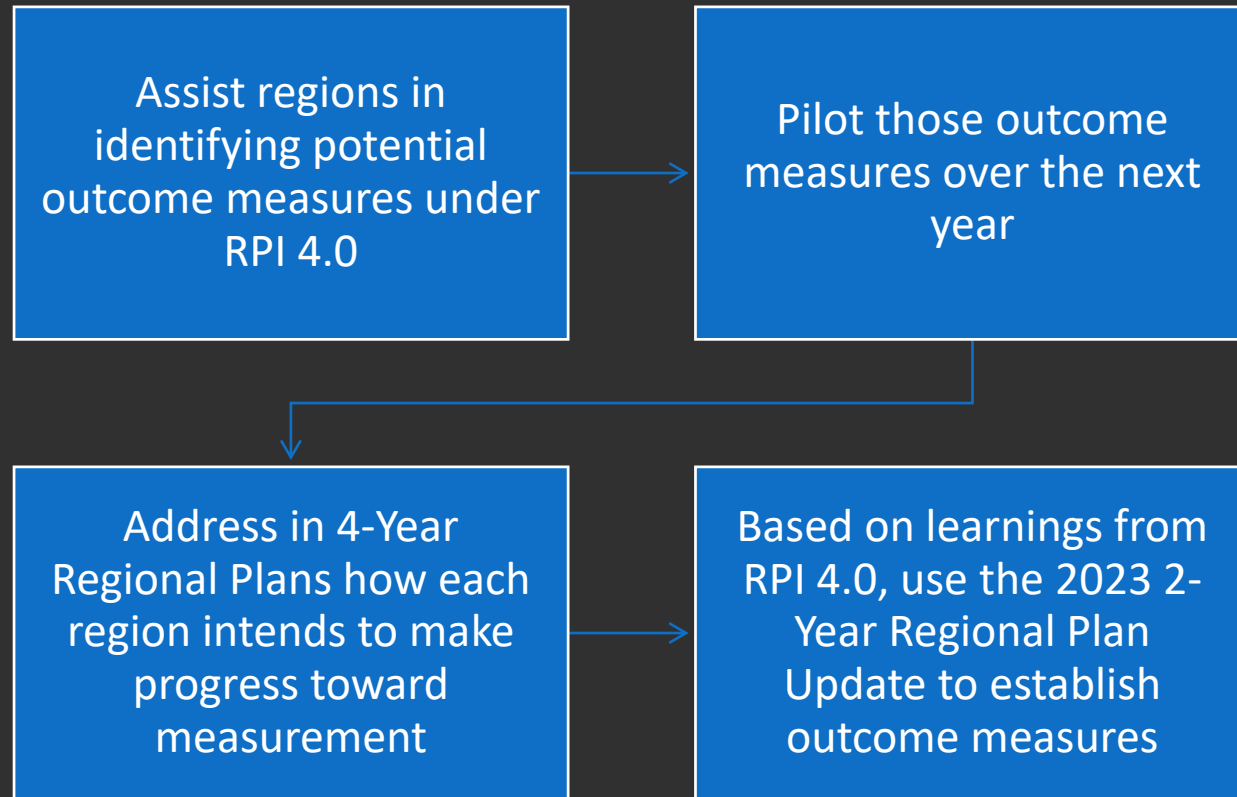 Assist regions in
identifying potential
outcome measures under
RPI 4.0
Pilot those outcome
measures over the next
year
Address in 4-Year
Regional Plans how each
region intends to make
progress toward
measurement
Based on learnings from
RPI 4.0, use the 2023 2-
Year Regional Plan
Update to establish
outcome measures